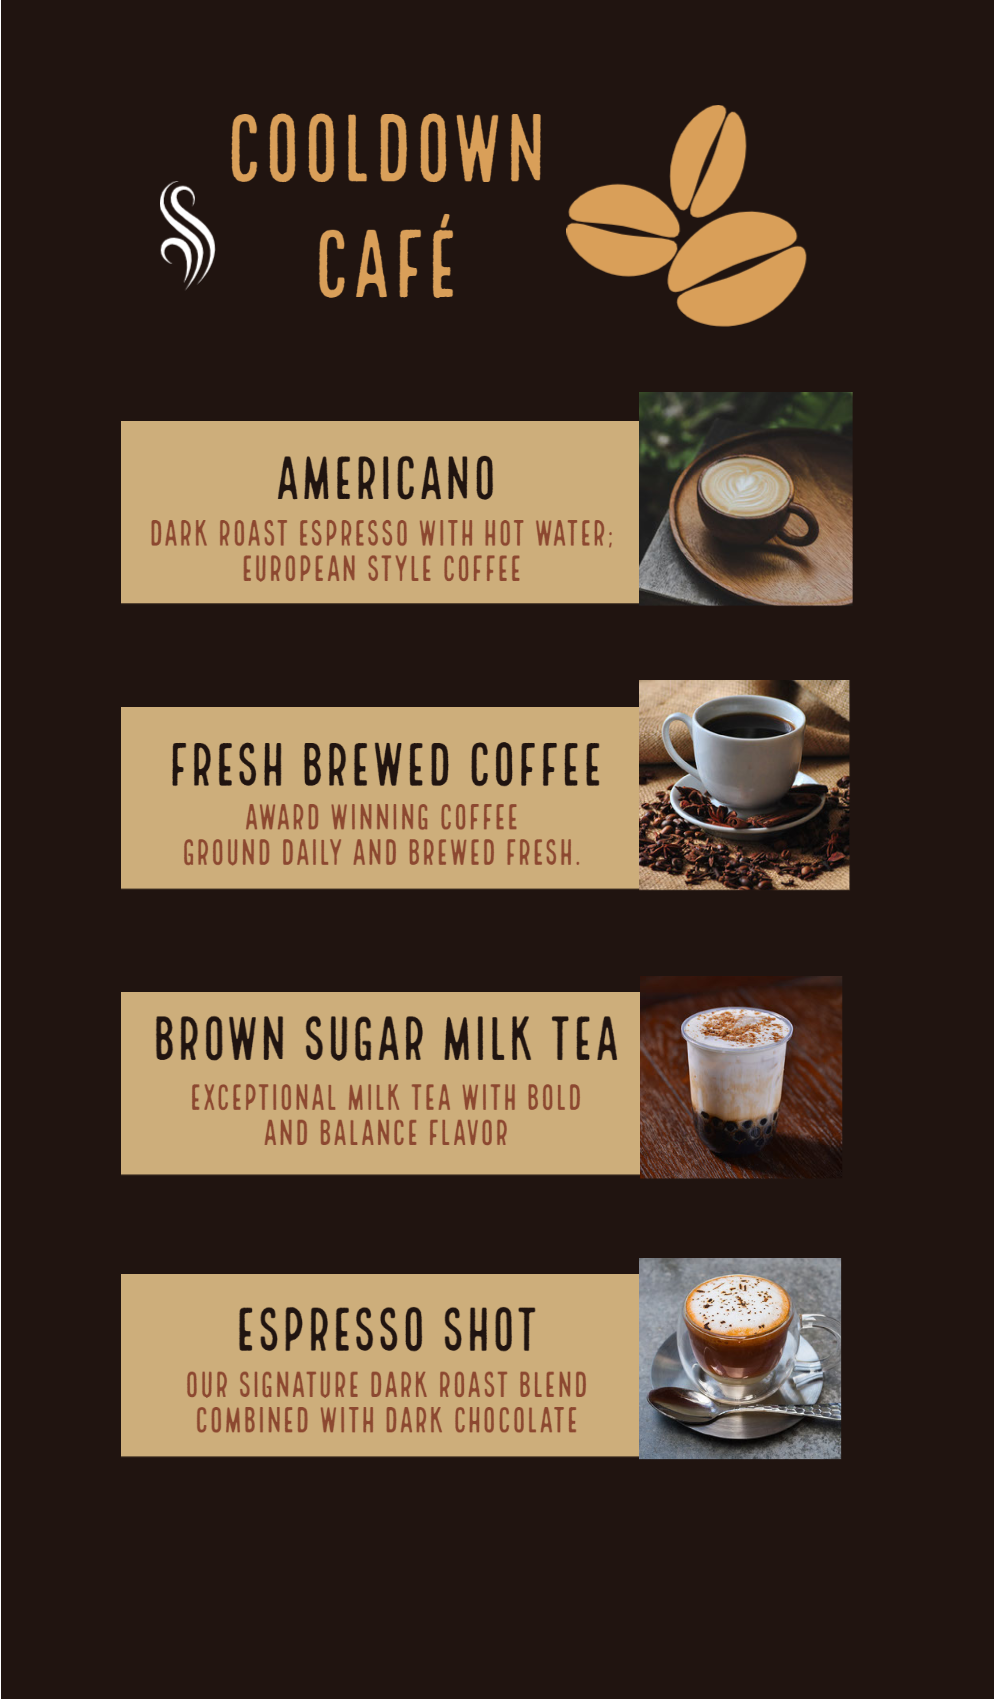 COOLDOWN
CAFÉ
AMERICANO
DARK ROAST ESPRESSO WITH HOT WATER;
EUROPEAN STYLE COFFEE
FRESH BREWED COFFEE
AWARD WINNING COFFEE
GROUND DAILY AND BREWED FRESH.
BROWN SUGAR MILK TEA
EXCEPTIONAL MILK TEA WITH BOLD
AND BALANCE FLAVOR
ESPRESSO SHOT
OUR SIGNATURE DARK ROAST BLEND
COMBINED WITH DARK CHOCOLATE